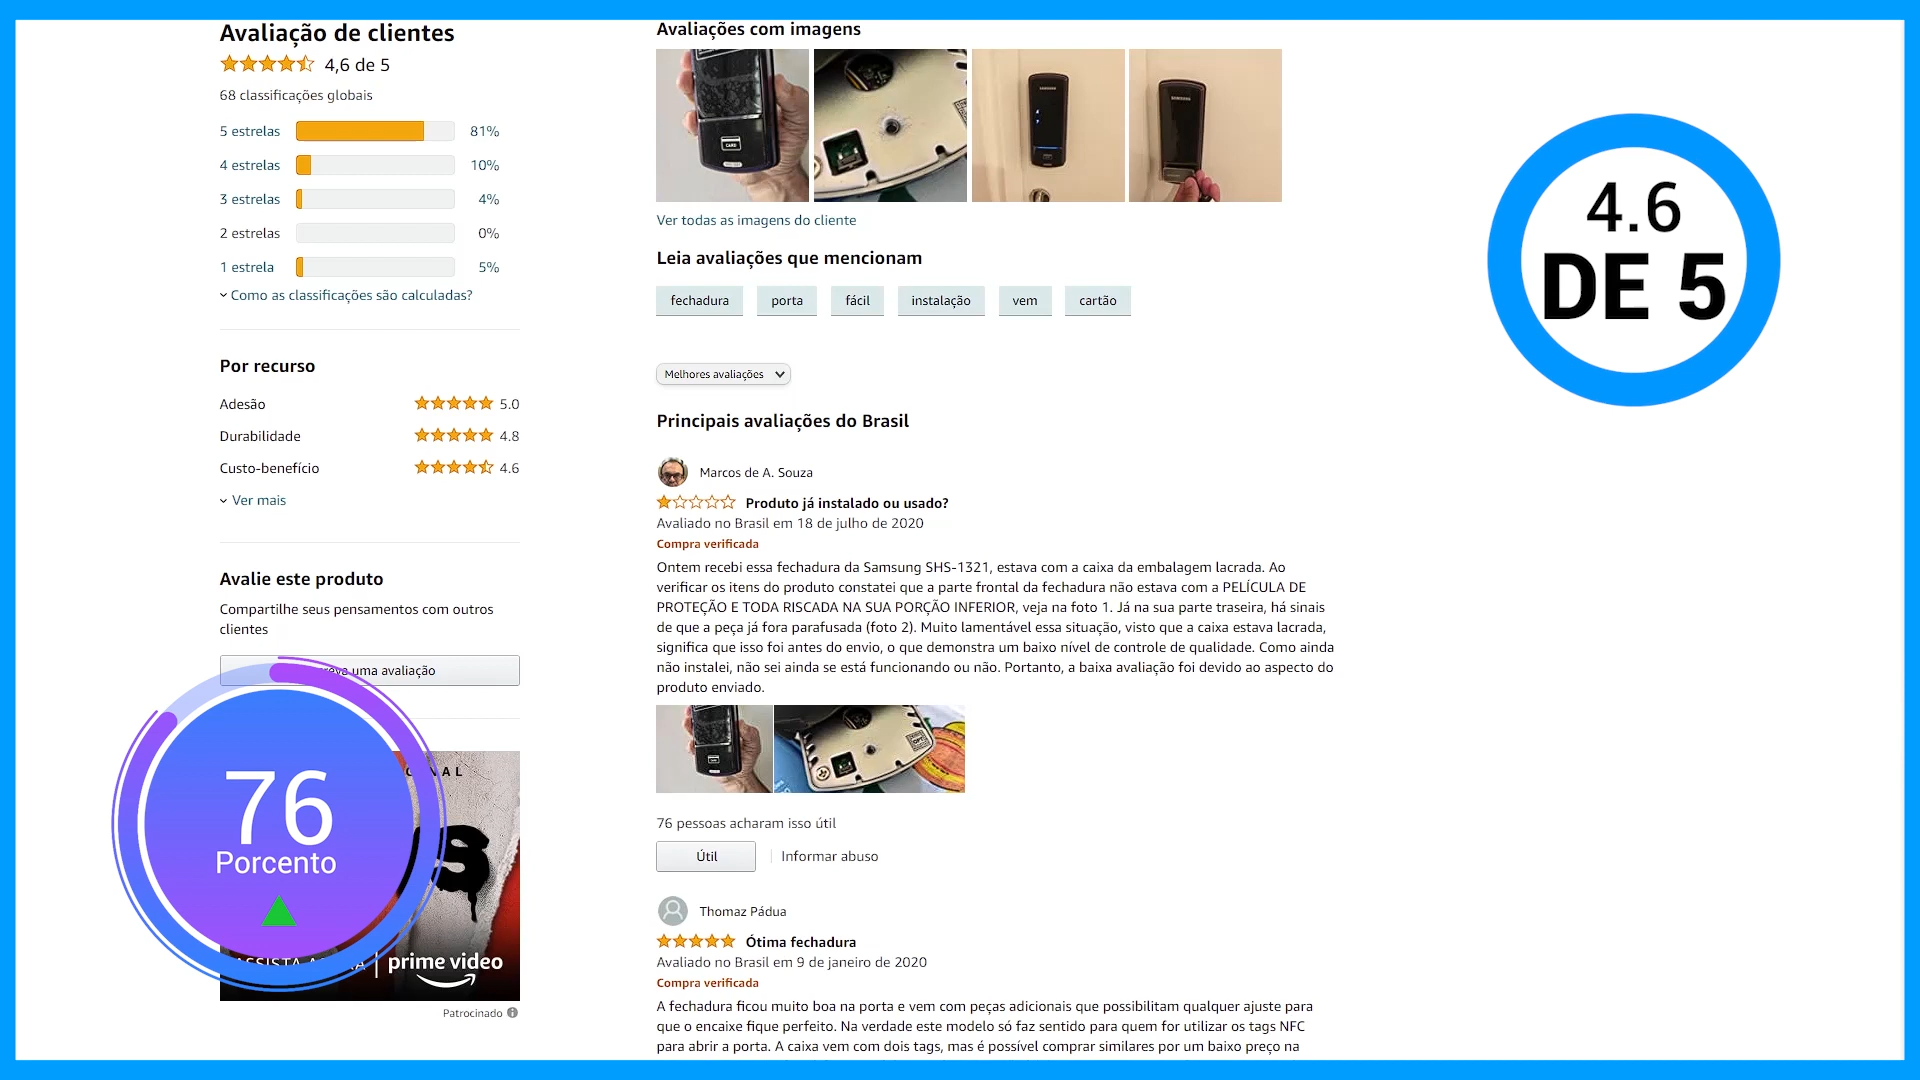 Avaliação de clientes
4,6 de 5
68 classificações globais
5 estrelas 81%
4 estrelas 10%
3 estrelas 4%
2 estrelas 0%
1 estrela 5%
Como as classificações são calculadas?
Por recurso
Adesão 5.0
Durabilidade 4.8
Custo-benefício 4.6
Ver mais
Avalie este produto
Compartilhe seus pensamentos com outros
clientes
uma avaliação
76
Porcento
prime video
Patrocinado
Avaliações com imagens
CARD
SAMSUNG
SAMSUNG
Ver todas as imagens do cliente
Leia avaliações que mencionam
fechadura porta fácil instalação vem cartão
Melhores avaliações
Principais avaliações do Brasil
Marcos de A. Souza
Produto já instalado ou usado?
Avaliado no Brasil em 18 de julho de 2020
Compra verificada
Ontem recebi essa fechadura da Samsung SHS-1321, estava com a caixa da embalagem lacrada. Ao
verificar os itens do produto constatei que a parte frontal da fechadura não estava com a PELÍCULA DE
PROTEÇÃO E TODA RISCADA NA SUA PORÇÃO INFERIOR, veja na foto 1. Já na sua parte traseira, há sinais
de que a peça já fora parafusada (foto 2). Muito lamentável essa situação, visto que a caixa estava lacrada,
significa que isso foi antes do envio, o que demonstra um baixo nível de controle de qualidade. Como ainda
não instalei, não sei ainda se está funcionando ou não. Portanto, a baixa avaliação foi devido ao aspecto do
produto enviado.
76 pessoas acharam isso útil
Útil Informar abuso
Thomaz Pádua
Ótima fechadura
Avaliado no Brasil em 9 de janeiro de 2020
Compra verificada
A fechadura ficou muito boa na porta e vem com peças adicionais que possibilitam qualquer ajuste para
que o encaixe fique perfeito. Na verdade este modelo só faz sentido para quem for utilizar os tags NFC
para abrir a porta. A caixa vem com dois tags, mas é possível comprar similares por um baixo preço na
4.6
DE 5